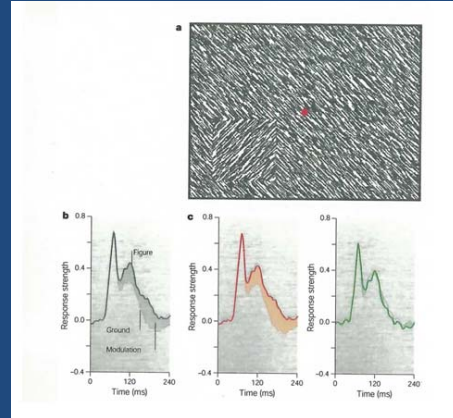 a
b
c
0.8
0.4
0.0
–0.4
Response strength
Figure
Ground
Modulation
0
120
240
Time (ms)
0.8
0.4
0.0
–0.4
Response strength
0
120
240
Time (ms)
0.8
0.4
0.0
–0.4
Response strength
0
120
240
Time (ms)